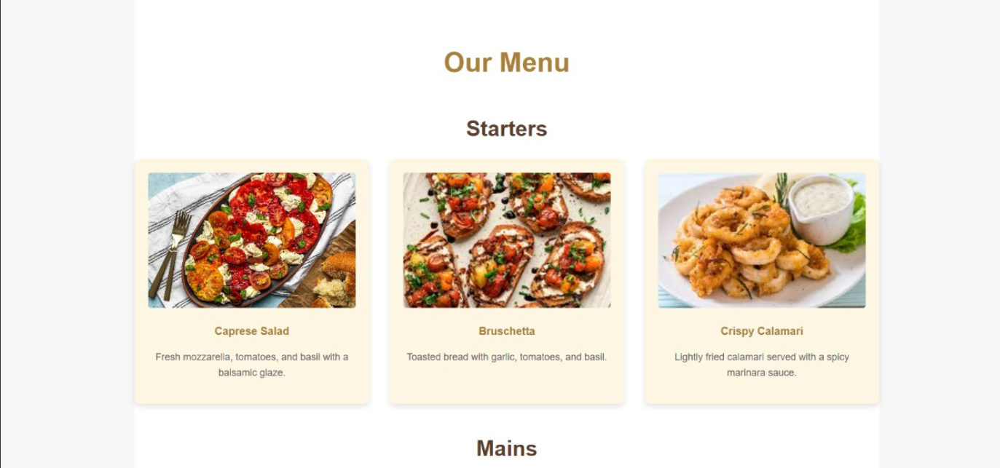 Our Menu
Starters
Caprese Salad
Fresh mozzarella, tomatoes, and basil with a
balsamic glaze.
Bruschetta
Toasted bread with garlic, tomatoes, and basil.
Crispy Calamari
Lightly fried calamari served with a spicy
marinara sauce.
Mains